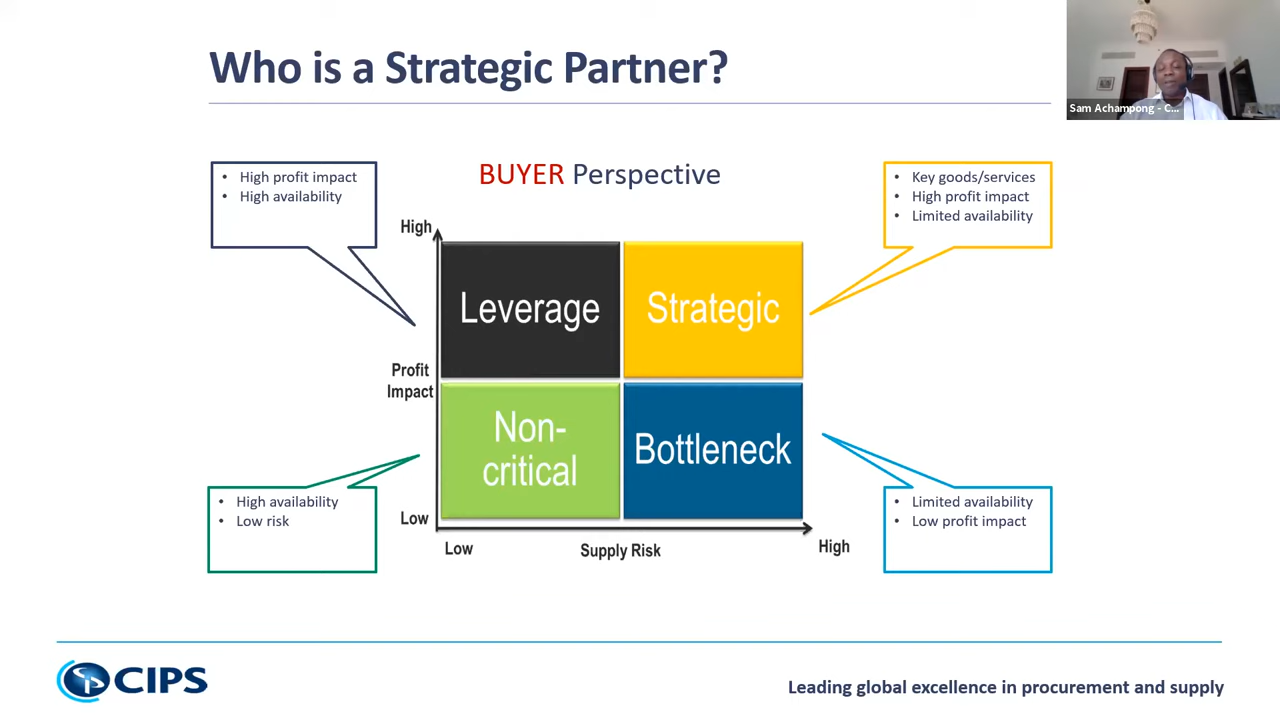 Who is a Strategic Partner?
Sam Achampong - C...
BUYER Perspective
• High profit impact
• High availability
• Key goods/services
• High profit impact
• Limited availability
High
Leverage
Strategic
Profit
Impact
Non-
critical
Bottleneck
• High availability
• Low risk
• Limited availability
• Low profit impact
Low
Low
Supply Risk
High
CIPS
Leading global excellence in procurement and supply